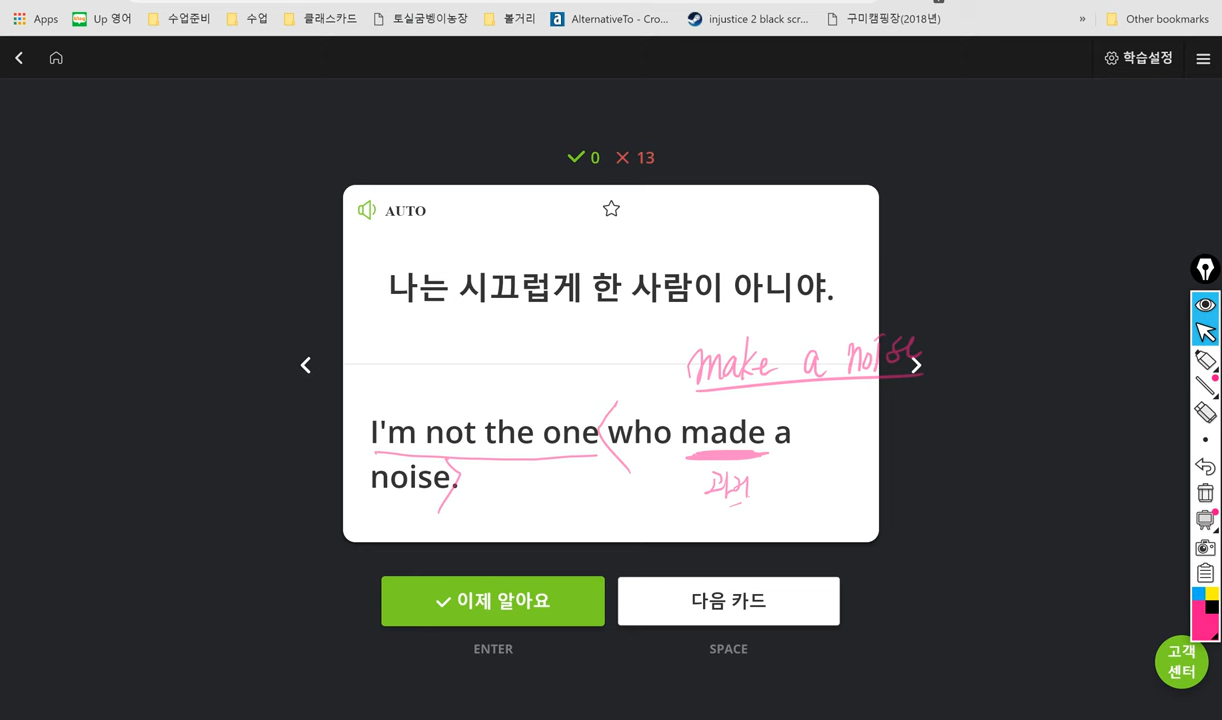 Apps Up 영어 수업준비 수업 클래스카드 토실굼벵이농장 볼거리 AlternativeTo - Cro... injustice 2 black scr... 구미캠핑장(2018년) » Other bookmarks
학습설정
0 13
AUTO
나는 시끄럽게 한 사람이 아니야.
make a noise
I'm not the one who made a
noise.
과거
이제 알아요 다음 카드
ENTER SPACE
고객
센터